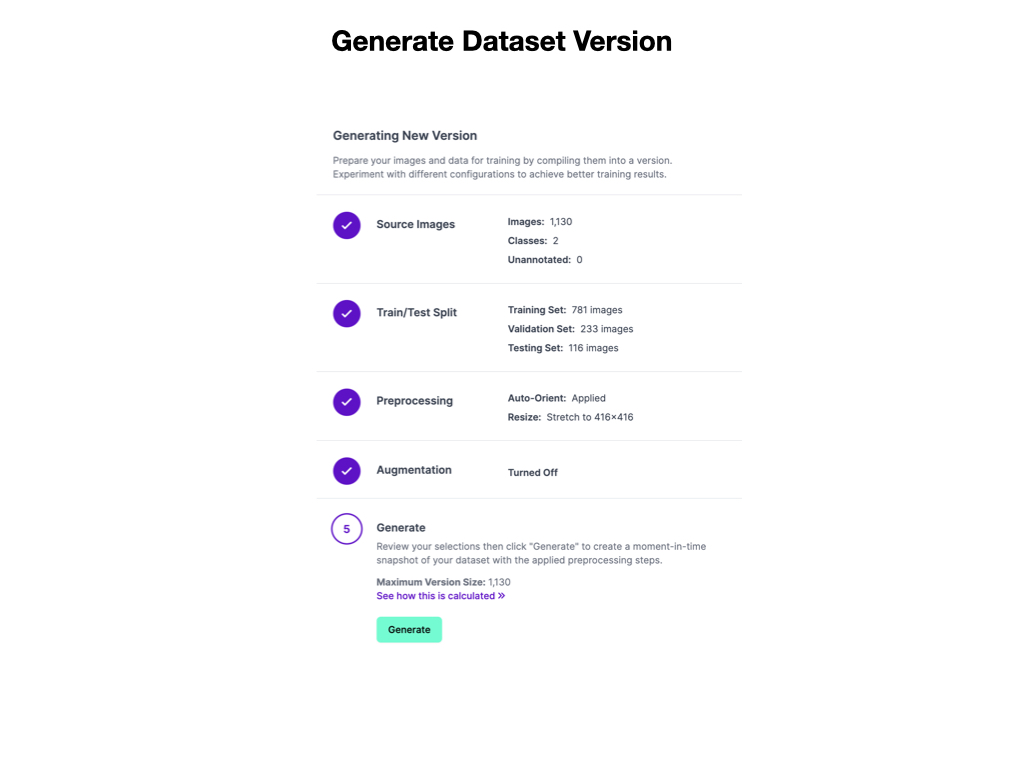 Generate Dataset Version
Generating New Version
Prepare your images and data for training by compiling them into a version.
Experiment with different configurations to achieve better training results.
Source Images
Images: 1,130
Classes: 2
Unannotated: 0
Train/Test Split
Training Set: 781 images
Validation Set: 233 images
Testing Set: 116 images
Preprocessing
Auto-Orient: Applied
Resize: Stretch to 416×416
Augmentation
Turned Off
5
Generate
Review your selections then click "Generate" to create a moment-in-time
snapshot of your dataset with the applied preprocessing steps.
Maximum Version Size: 1,130
See how this is calculated »
Generate